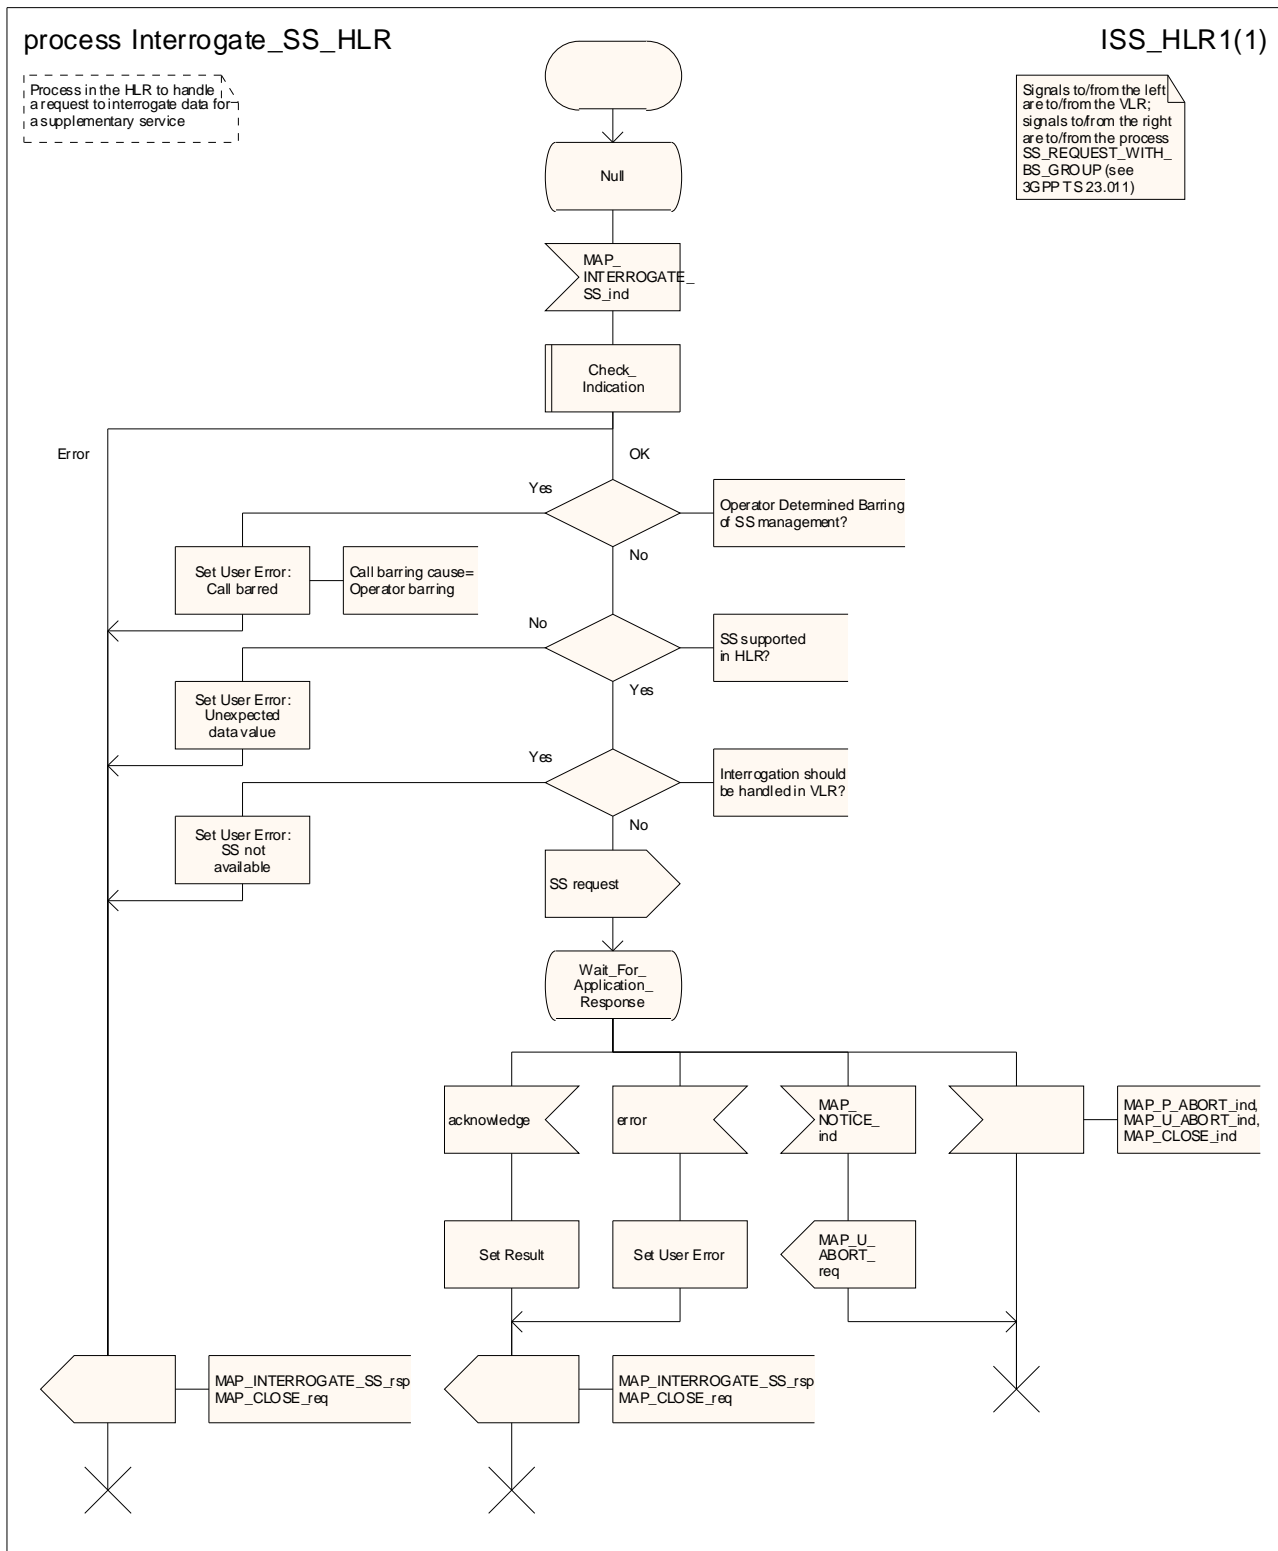 process Interrogate_SS_HLR
ISS_HLR1(1)
Process in the HLR to handle
a request to interrogate data for
a supplementary service
Signals to/from the left
are to/from the VLR;
signals to/from the right
are to/from the process
SS_REQUEST_WITH_
BS_GROUP (see
3GPP TS 23.011)
Null
MAP_
INTERROGATE_
SS_ind
Check_
Indication
Error
OK
Yes
Operator Determined Barring
of SS management?
No
Set User Error:
Call barred
Call barring cause=
Operator barring
No
SS supported
in HLR?
Yes
Set User Error:
Unexpected
data value
Yes
Interrogation should
be handled in VLR?
No
Set User Error:
SS not
available
SS request
Wait_For_
Application_
Response
acknowledge
error
MAP_
NOTICE_
ind
MAP_P_ABORT_ind,
MAP_U_ABORT_ind,
MAP_CLOSE_ind
Set Result
Set User Error
MAP_U_
ABORT_
req
MAP_INTERROGATE_SS_rsp
MAP_CLOSE_req
MAP_INTERROGATE_SS_rsp
MAP_CLOSE_req